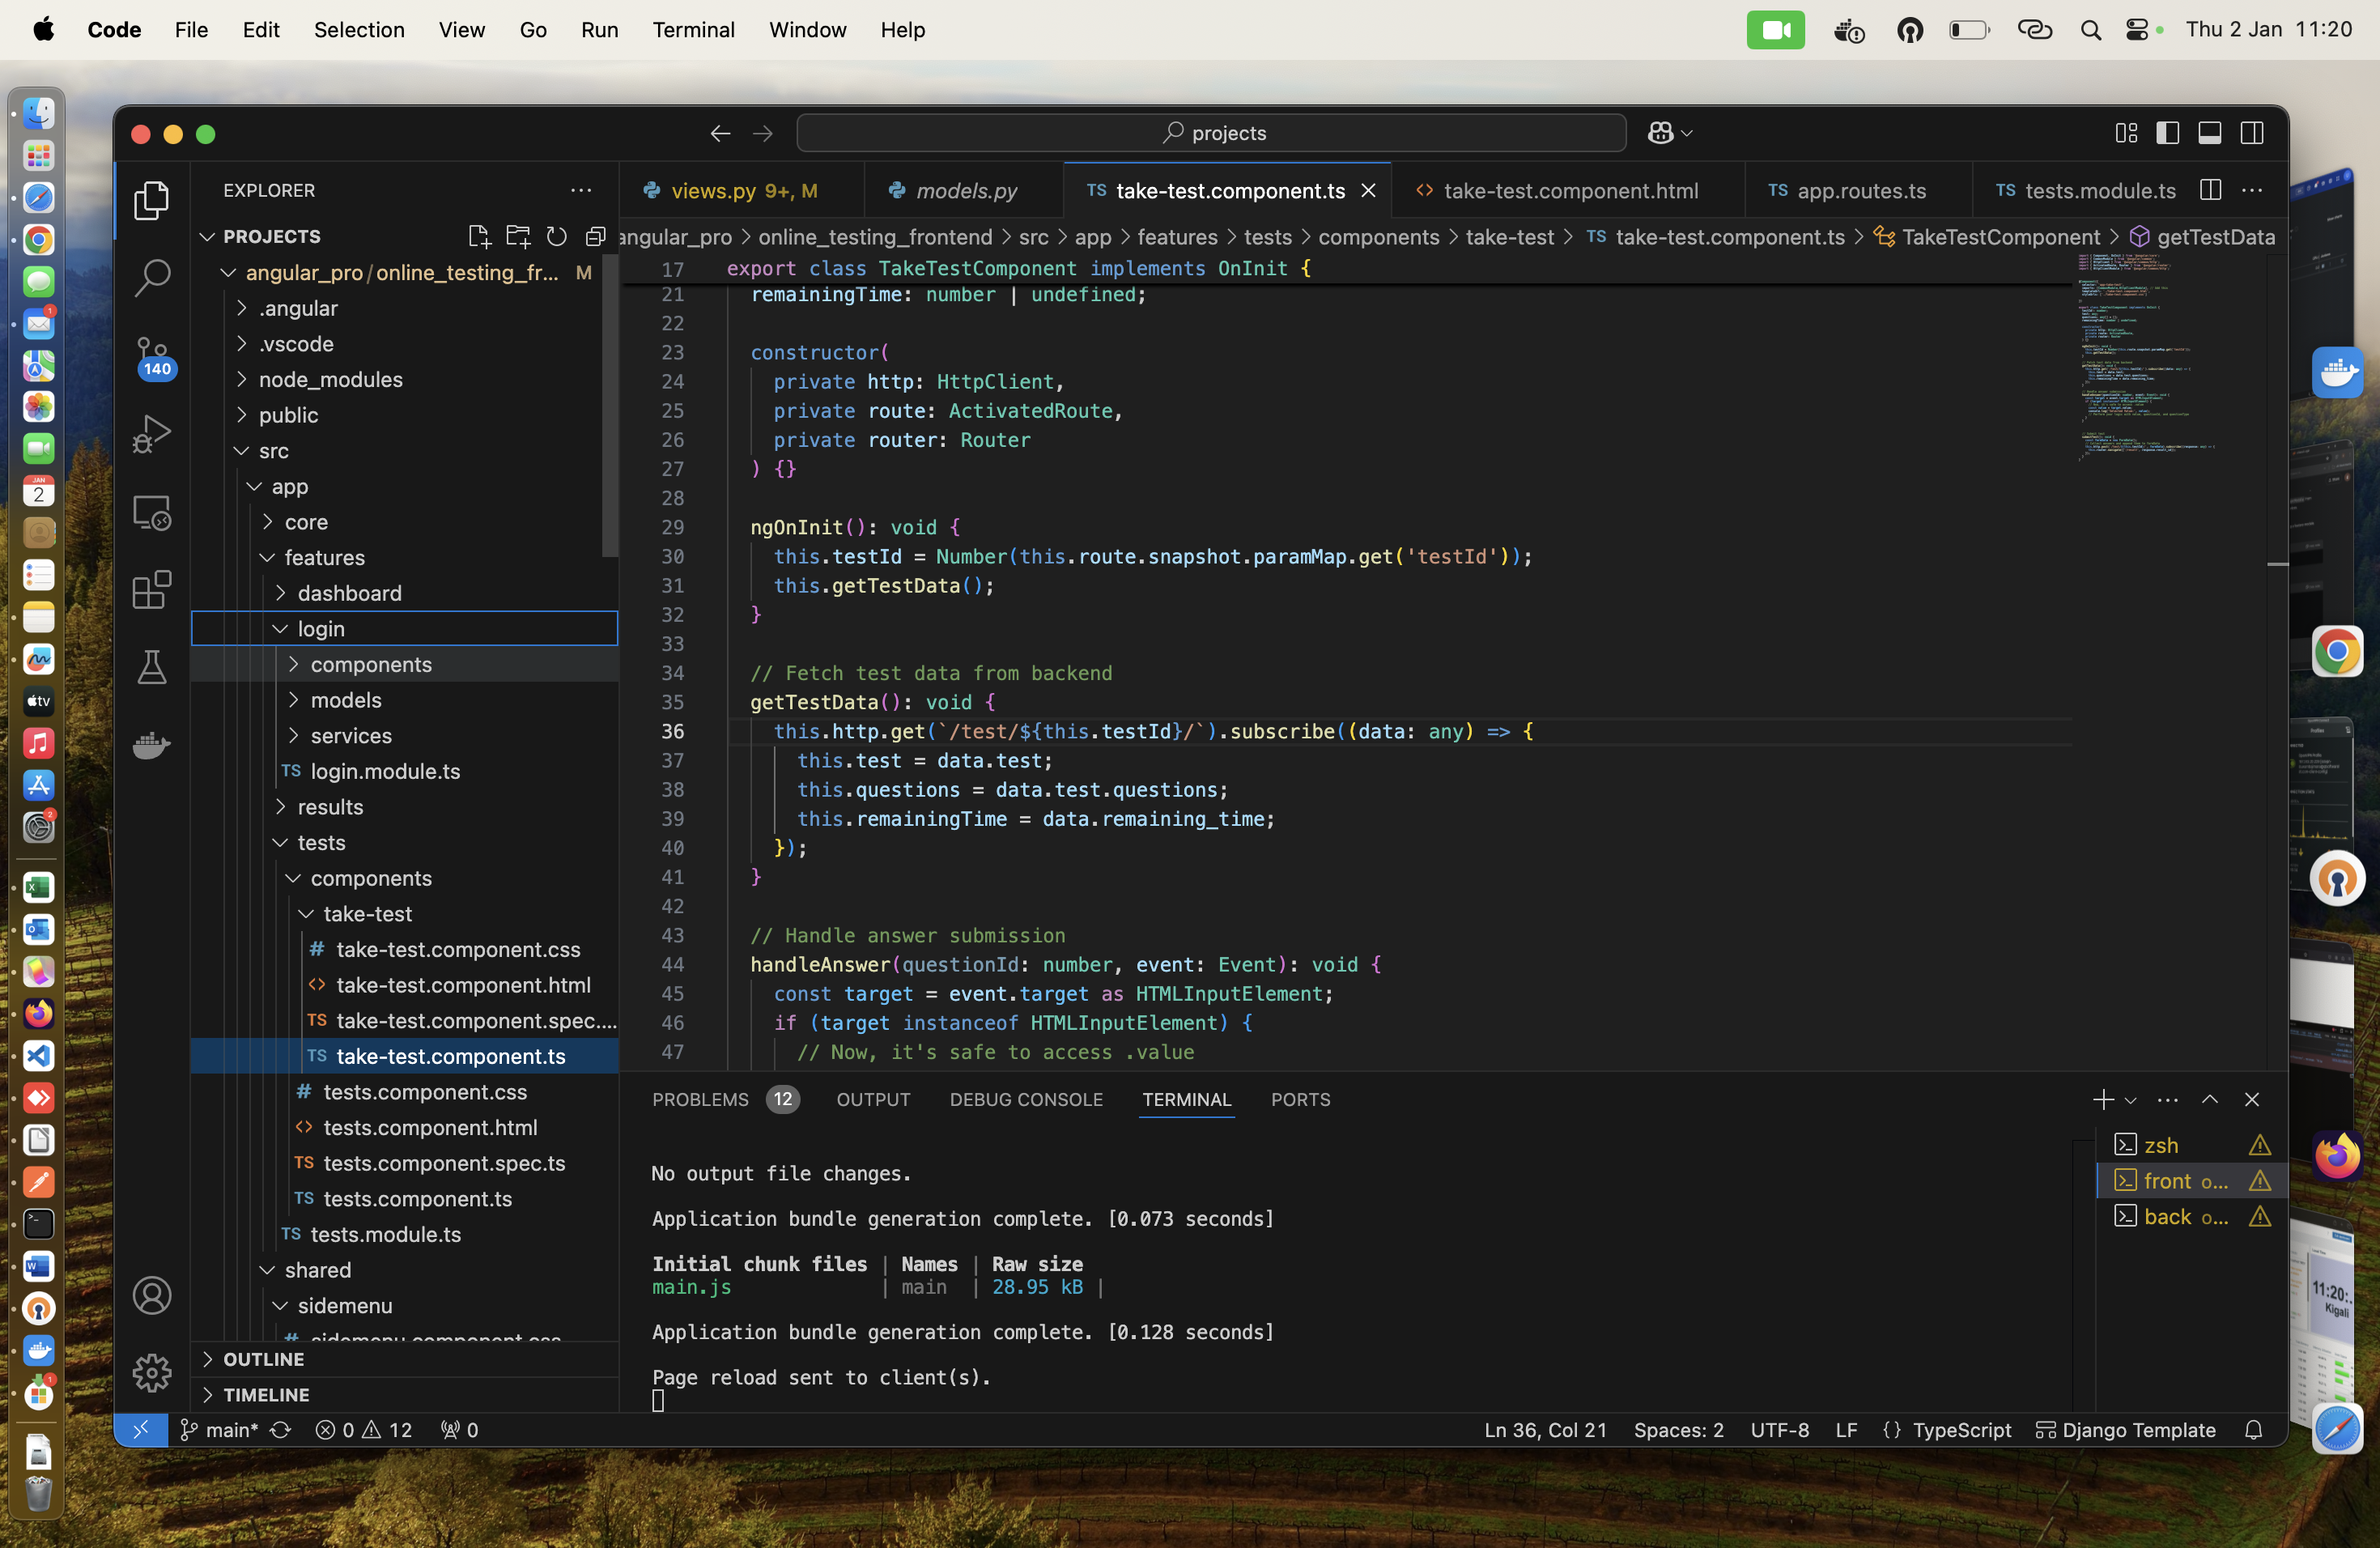 Code File Edit Selection View Go Run Terminal Window Help
Thu 2 Jan 11:20
projects
EXPLORER
PROJECTS
angular_pro/online_testing_fr... M
.angular
.vscode
node_modules
public
src
app
core
features
dashboard
login
components
models
services
TS login.module.ts
results
tests
components
take-test
# take-test.component.css
<> take-test.component.html
TS take-test.component.spec....
TS take-test.component.ts
# tests.component.css
<> tests.component.html
TS tests.component.spec.ts
TS tests.component.ts
TS tests.module.ts
shared
sidemenu
# sidemenu.component.css
OUTLINE
TIMELINE
140
views.py 9+, M
models.py
TS take-test.component.ts
<> take-test.component.html
TS app.routes.ts
TS tests.module.ts
angular_pro > online_testing_frontend > src > app > features > tests > components > take-test > TS take-test.component.ts > TakeTestComponent > getTestData
17 export class TakeTestComponent implements OnInit {
21 remainingTime: number | undefined;
22
23 constructor(
24 private http: HttpClient,
25 private route: ActivatedRoute,
26 private router: Router
27 ) {}
28
29 ngOnInit(): void {
30 this.testId = Number(this.route.snapshot.paramMap.get('testId'));
31 this.getTestData();
32 }
33
34 // Fetch test data from backend
35 getTestData(): void {
36 this.http.get(`/test/${this.testId}/`).subscribe((data: any) => {
37 this.test = data.test;
38 this.questions = data.test.questions;
39 this.remainingTime = data.remaining_time;
40 });
41 }
42
43 // Handle answer submission
44 handleAnswer(questionId: number, event: Event): void {
45 const target = event.target as HTMLInputElement;
46 if (target instanceof HTMLInputElement) {
47 // Now, it's safe to access .value
PROBLEMS 12 OUTPUT DEBUG CONSOLE TERMINAL PORTS
No output file changes.
Application bundle generation complete. [0.073 seconds]
Initial chunk files | Names | Raw size
main.js | main | 28.95 kB |
Application bundle generation complete. [0.128 seconds]
Page reload sent to client(s).
zsh
front o...
back o...
main* 0 12 0
Ln 36, Col 21 Spaces: 2 UTF-8 LF {} TypeScript Django Template
1
JAN
2
tv
2
1
11:20:
Kigali